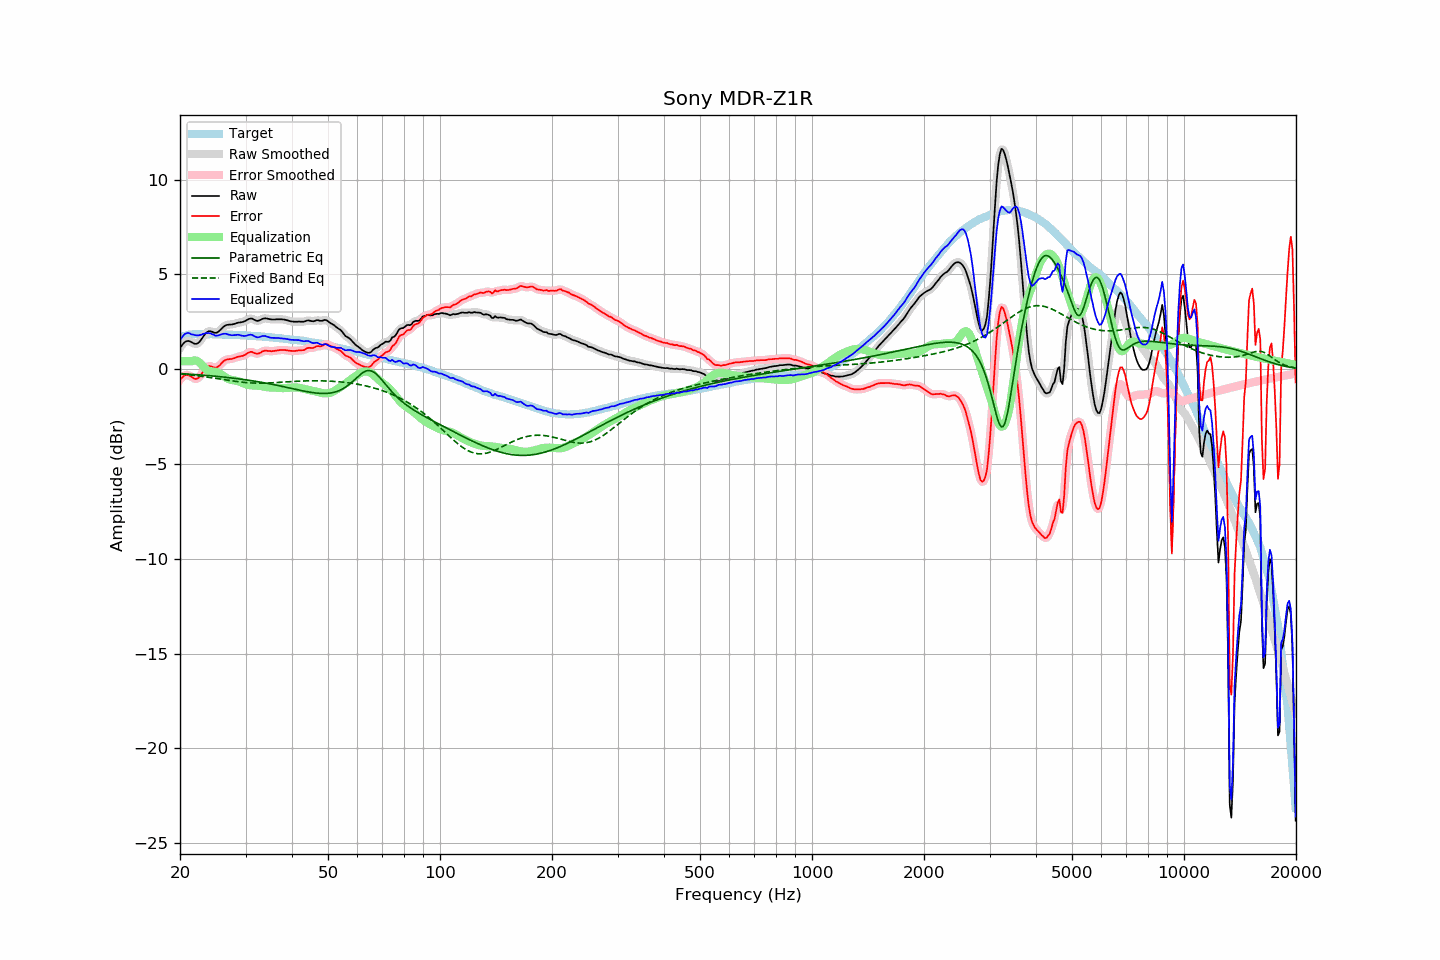 Sony MDR-Z1R
Target
Raw Smoothed
Error Smoothed
Raw
Error
Equalization
Parametric Eq
Fixed Band Eq
Equalized
10
5
0
−5
−10
−15
−20
−25
Amplitude (dBr)
20
50
100
200
500
1000
2000
5000
10000
20000
Frequency (Hz)